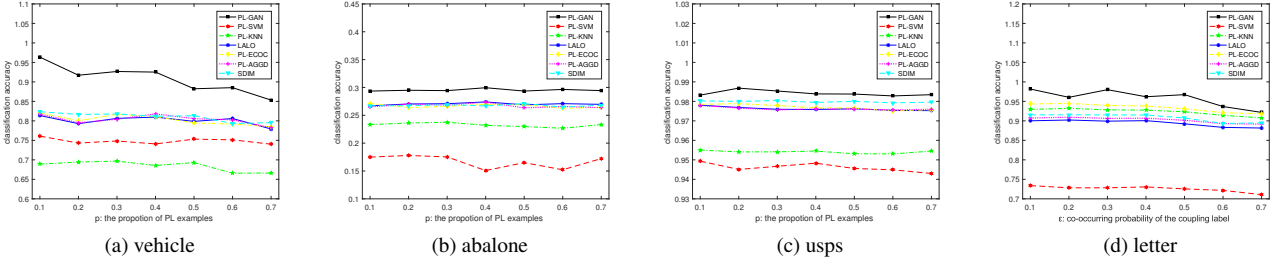 1.1
1.05
1
0.95
0.9
0.85
0.8
0.75
0.7
0.65
0.6
classification accuracy
PL-GAN
PL-SVM
PL-KNN
LALO
PL-ECOC
PL-AGGD
SDIM
0.1 0.2 0.3 0.4 0.5 0.6 0.7
p: the propotion of PL examples
(a) vehicle
0.45
0.4
0.35
0.3
0.25
0.2
0.15
0.1
classification accuracy
PL-GAN
PL-SVM
PL-KNN
LALO
PL-ECOC
PL-AGGD
SDIM
0.1 0.2 0.3 0.4 0.5 0.6 0.7
p: the propotion of PL examples
(b) abalone
1.03
1.02
1.01
1
0.99
0.98
0.97
0.96
0.95
0.94
0.93
classification accuracy
PL-GAN
PL-SVM
PL-KNN
LALO
PL-ECOC
PL-AGGD
SDIM
0.1 0.2 0.3 0.4 0.5 0.6 0.7
p: the propotion of PL examples
(c) usps
1.2
1.15
1.1
1.05
1
0.95
0.9
0.85
0.8
0.75
0.7
classification accuracy
PL-GAN
PL-SVM
PL-KNN
LALO
PL-ECOC
PL-AGGD
SDIM
0.1 0.2 0.3 0.4 0.5 0.6 0.7
ε: co-occurring probability of the coupling label
(d) letter